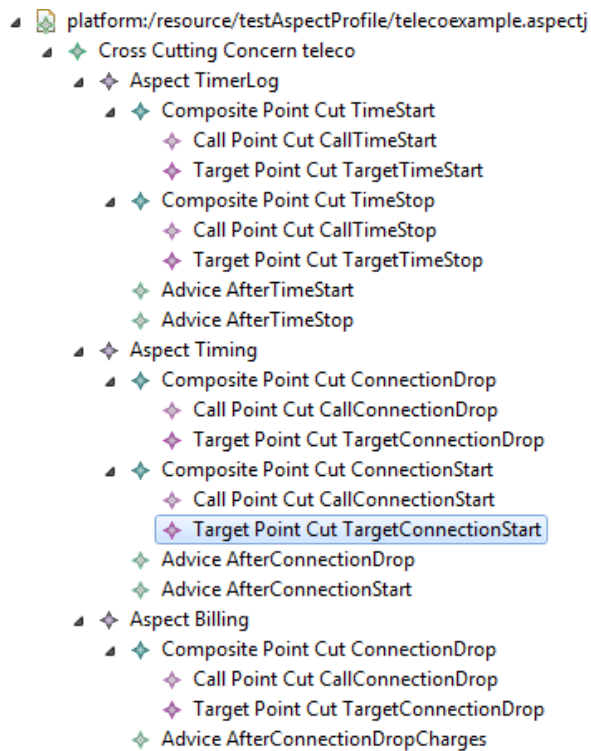 platform:/resource/testAspectProfile/telecoexample.aspectj
Cross Cutting Concern teleco
Aspect TimerLog
Composite Point Cut TimeStart
Call Point Cut CallTimeStart
Target Point Cut TargetTimeStart
Composite Point Cut TimeStop
Call Point Cut CallTimeStop
Target Point Cut TargetTimeStop
Advice AfterTimeStart
Advice AfterTimeStop
Aspect Timing
Composite Point Cut ConnectionDrop
Call Point Cut CallConnectionDrop
Target Point Cut TargetConnectionDrop
Composite Point Cut ConnectionStart
Call Point Cut CallConnectionStart
Target Point Cut TargetConnectionStart
Advice AfterConnectionDrop
Advice AfterConnectionStart
Aspect Billing
Composite Point Cut ConnectionDrop
Call Point Cut CallConnectionDrop
Target Point Cut TargetConnectionDrop
Advice AfterConnectionDropCharges